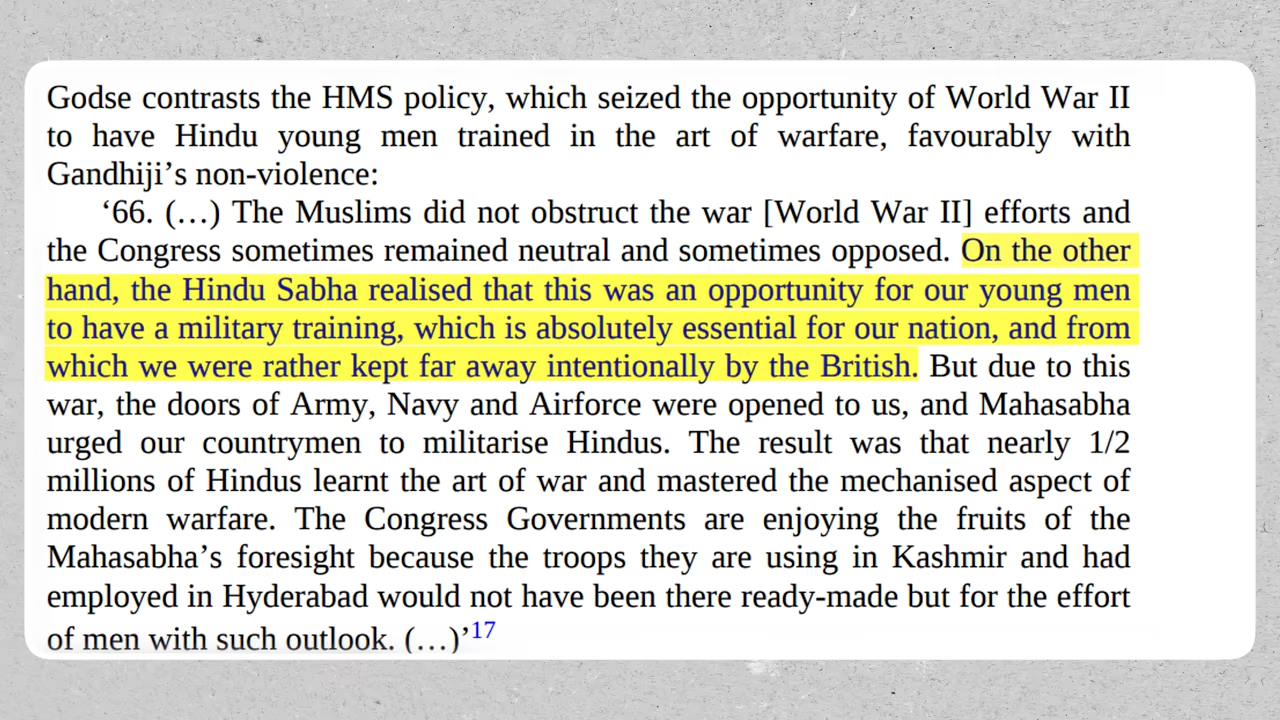 Godse contrasts the HMS policy, which seized the opportunity of World War II
to have Hindu young men trained in the art of warfare, favourably with
Gandhiji’s non-violence:
‘66. (…) The Muslims did not obstruct the war [World War II] efforts and
the Congress sometimes remained neutral and sometimes opposed. On the other
hand, the Hindu Sabha realised that this was an opportunity for our young men
to have a military training, which is absolutely essential for our nation, and from
which we were rather kept far away intentionally by the British. But due to this
war, the doors of Army, Navy and Airforce were opened to us, and Mahasabha
urged our countrymen to militarise Hindus. The result was that nearly 1/2
millions of Hindus learnt the art of war and mastered the mechanised aspect of
modern warfare. The Congress Governments are enjoying the fruits of the
Mahasabha’s foresight because the troops they are using in Kashmir and had
employed in Hyderabad would not have been there ready-made but for the effort
of men with such outlook. (…)’17